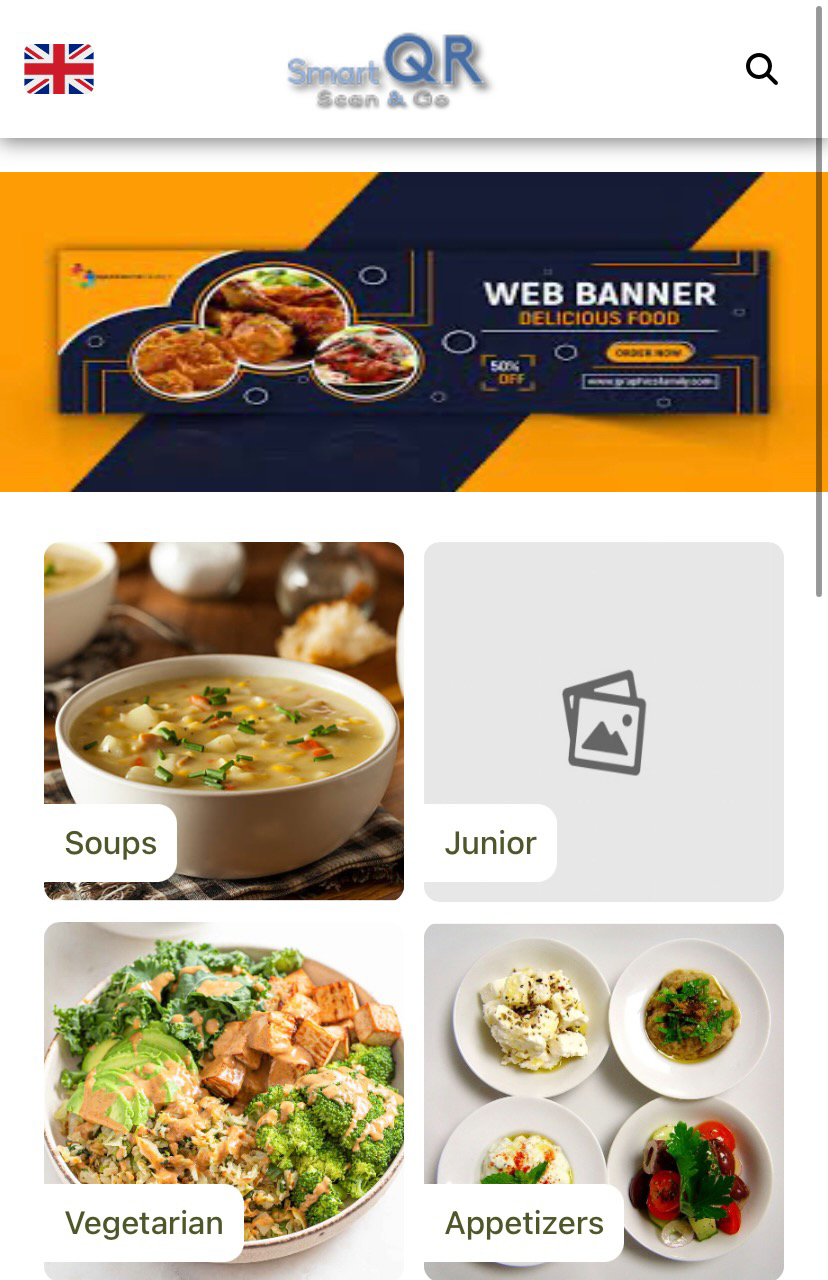 Smart QR
Scan & Go
WEB BANNER
DELICIOUS FOOD
ORDER NOW
50%
OFF
www.graphicsfamily.com
Soups
Junior
Vegetarian
Appetizers